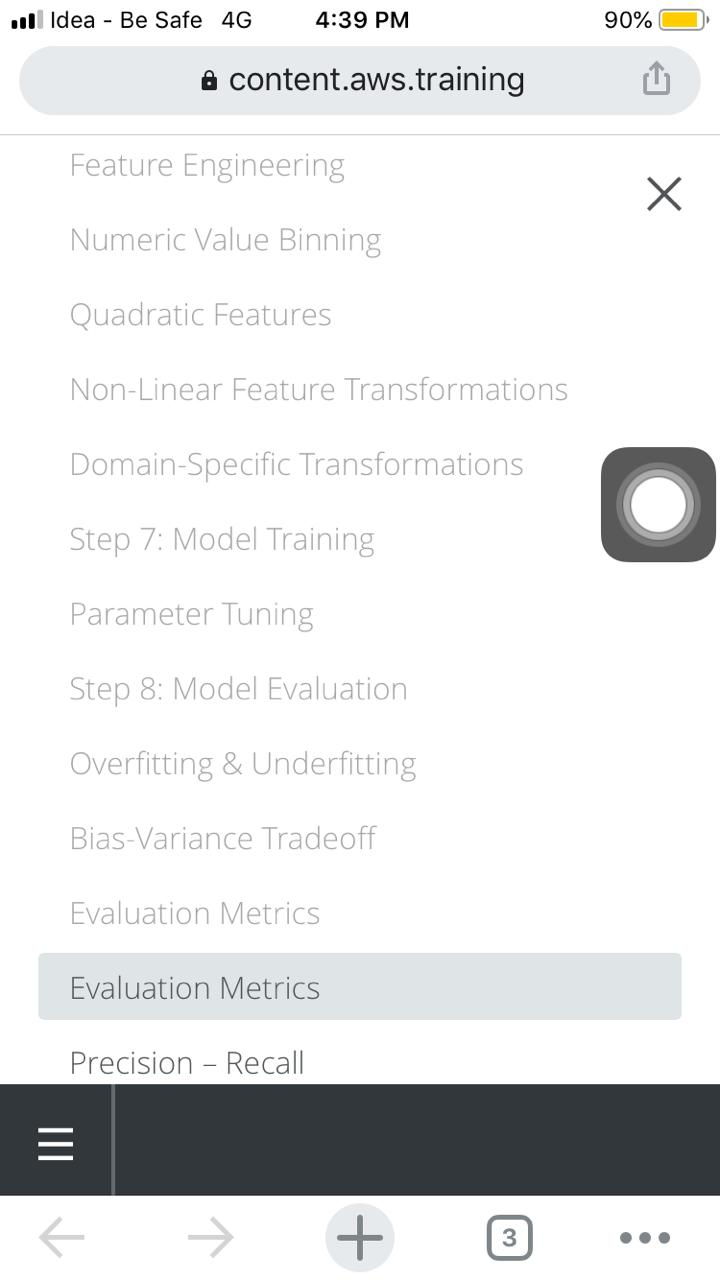 Idea - Be Safe 4G 4:39 PM 90%
content.aws.training
Feature Engineering
Numeric Value Binning
Quadratic Features
Non-Linear Feature Transformations
Domain-Specific Transformations
Step 7: Model Training
Parameter Tuning
Step 8: Model Evaluation
Overfitting & Underfitting
Bias-Variance Tradeoff
Evaluation Metrics
Evaluation Metrics
Precision – Recall
3